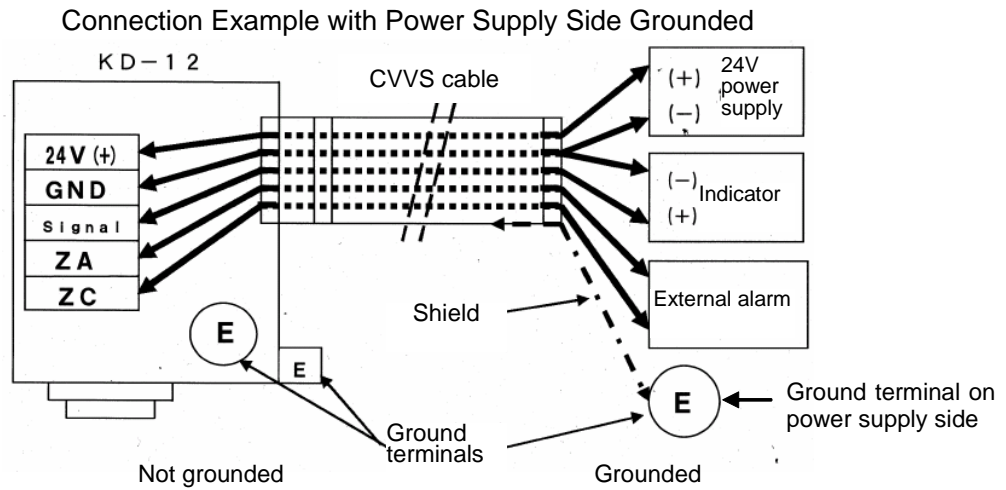 Connection Example with Power Supply Side Grounded
KD-12
CVVS cable
24V (+)
GND
Signal
ZA
ZC
E
E
(+)
(-)
24V
power
supply
(-)
(+)
Indicator
External alarm
Shield
E
Ground terminal on
power supply side
Ground
terminals
Not grounded
Grounded